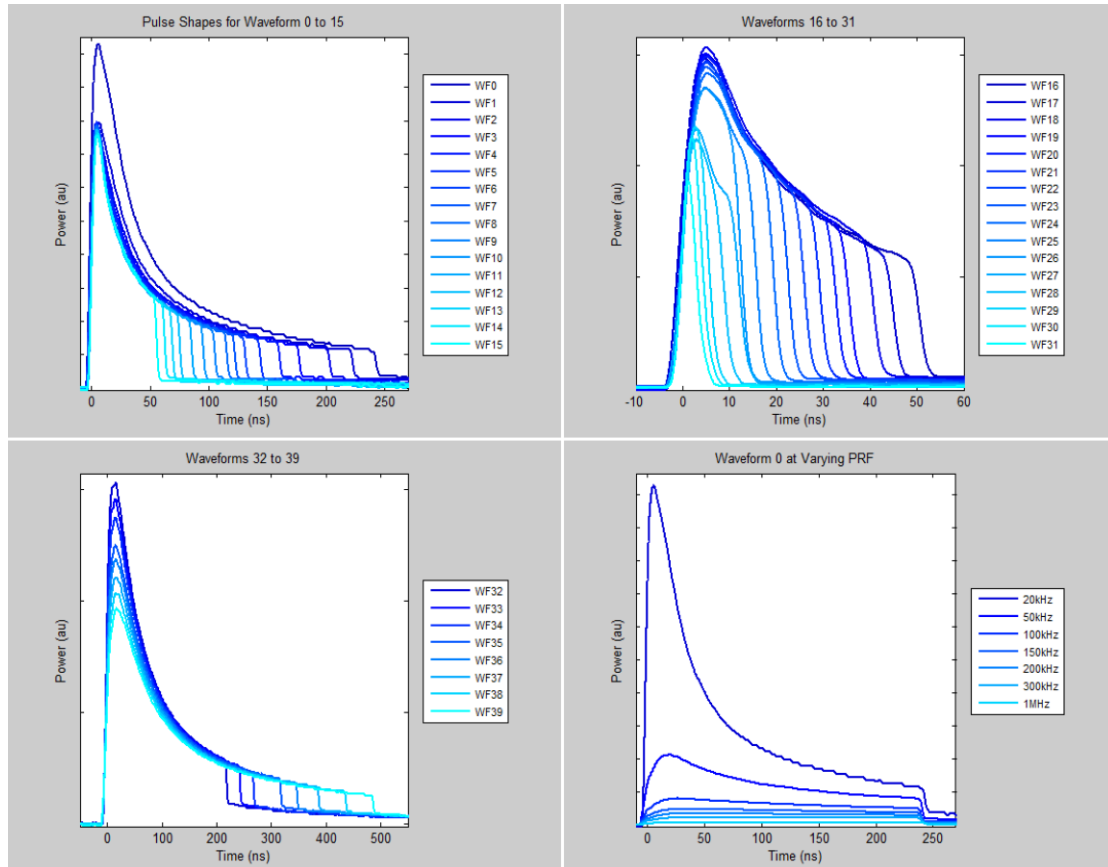 Pulse Shapes for Waveform 0 to 15
Power (au)
WF0
WF1
WF2
WF3
WF4
WF5
WF6
WF7
WF8
WF9
WF10
WF11
WF12
WF13
WF14
WF15
0
50
100
150
200
250
Time (ns)
Waveforms 16 to 31
Power (au)
WF16
WF17
WF18
WF19
WF20
WF21
WF22
WF23
WF24
WF25
WF26
WF27
WF28
WF29
WF30
WF31
-10
0
10
20
30
40
50
60
Time (ns)
Waveforms 32 to 39
Power (au)
WF32
WF33
WF34
WF35
WF36
WF37
WF38
WF39
0
100
200
300
400
500
Time (ns)
Waveform 0 at Varying PRF
Power (au)
20kHz
50kHz
100kHz
150kHz
200kHz
300kHz
1MHz
0
50
100
150
200
250
Time (ns)